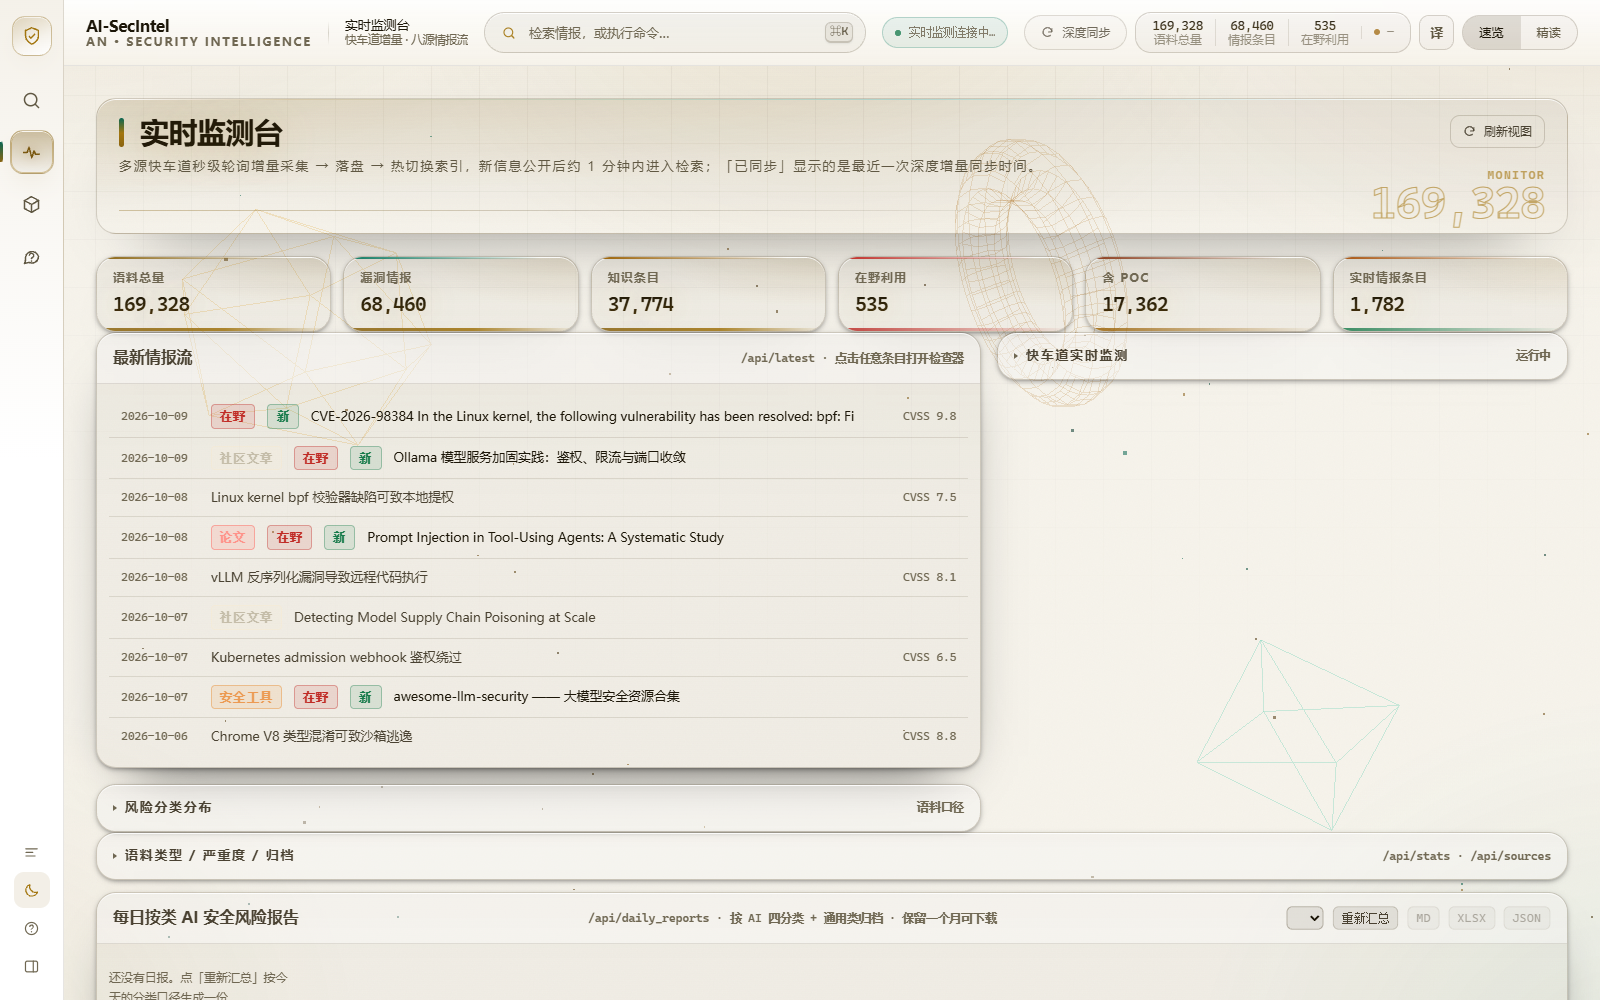 AI-SecIntel
AN • SECURITY INTELLIGENCE
实时监测台
快车道增量 · 八源情报流
检索情报，或执行命令...
⌘K
实时监测连接中…
深度同步
169,328
语料总量
68,460
情报条目
535
在野利用
—
译
速览
精读
实时监测台
刷新视图
多源快车道秒级轮询增量采集 → 落盘 → 热切换索引，新信息公开后约 1 分钟内进入检索；「已同步」显示的是最近一次深度增量同步时间。
MONITOR
169,328
语料总量
169,328
漏洞情报
68,460
知识条目
37,774
在野利用
535
含 POC
17,362
实时情报条目
1,782
最新情报流
/api/latest · 点击任意条目打开检查器
快车道实时监测
运行中
2026-10-09 在野 新 CVE-2026-98384 In the Linux kernel, the following vulnerability has been resolved: bpf: Fi CVSS 9.8
2026-10-09 社区文章 在野 新 Ollama 模型服务加固实践：鉴权、限流与端口收敛
2026-10-08 Linux kernel bpf 校验器缺陷可致本地提权 CVSS 7.5
2026-10-08 论文 在野 新 Prompt Injection in Tool-Using Agents: A Systematic Study
2026-10-08 vLLM 反序列化漏洞导致远程代码执行 CVSS 8.1
2026-10-07 社区文章 Detecting Model Supply Chain Poisoning at Scale
2026-10-07 Kubernetes admission webhook 鉴权绕过 CVSS 6.5
2026-10-07 安全工具 在野 新 awesome-llm-security —— 大模型安全资源合集
2026-10-06 Chrome V8 类型混淆可致沙箱逃逸 CVSS 8.8
风险分类分布
语料口径
语料类型 / 严重度 / 归档
/api/stats · /api/sources
每日按类 AI 安全风险报告
/api/daily_reports · 按 AI 四分类 + 通用类归档 · 保留一个月可下载
重新汇总
MD
XLSX
JSON
还没有日报。点「重新汇总」按今
天的分类口径生成一份